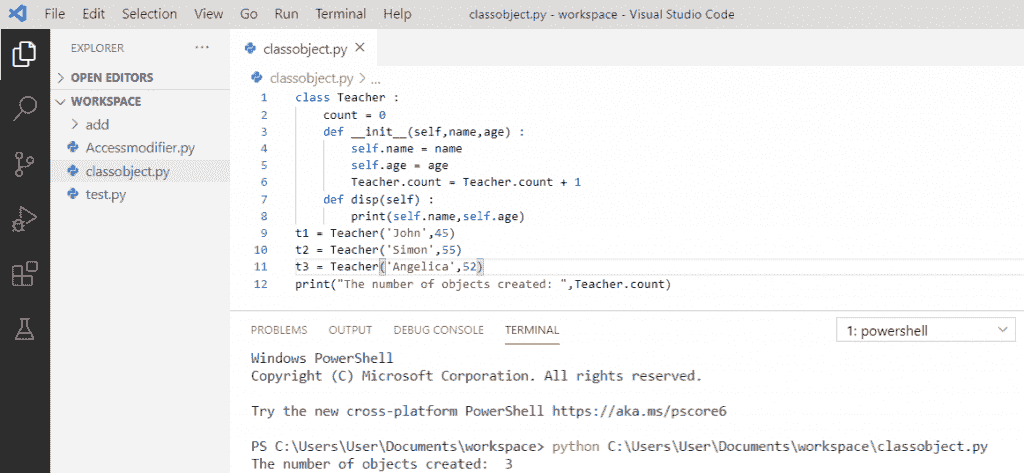 File Edit Selection View Go Run Terminal Help classobject.py - workspace - Visual Studio Code
EXPLORER ...
OPEN EDITORS
WORKSPACE
add
Accessmodifier.py
classobject.py
test.py
classobject.py ×
classobject.py > ...
1 class Teacher :
2     count = 0
3     def __init__(self,name,age) :
4         self.name = name
5         self.age = age
6         Teacher.count = Teacher.count + 1
7     def disp(self) :
8         print(self.name,self.age)
9 t1 = Teacher('John',45)
10 t2 = Teacher('Simon',55)
11 t3 = Teacher('Angelica',52)
12 print("The number of objects created: ",Teacher.count)
PROBLEMS OUTPUT DEBUG CONSOLE TERMINAL 1: powershell
Windows PowerShell
Copyright (C) Microsoft Corporation. All rights reserved.
Try the new cross-platform PowerShell https://aka.ms/pscore6
PS C:\Users\User\Documents\workspace> python C:\Users\User\Documents\workspace\classobject.py
The number of objects created:  3